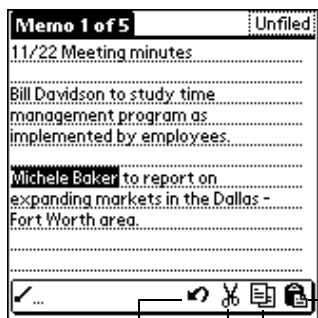 Memo 1 of 5
Unfiled
11/22 Meeting minutes
Bill Davidson to study time
management program as
implemented by employees.
Michele Baker to report on
expanding markets in the Dallas -
Fort Worth area.
...